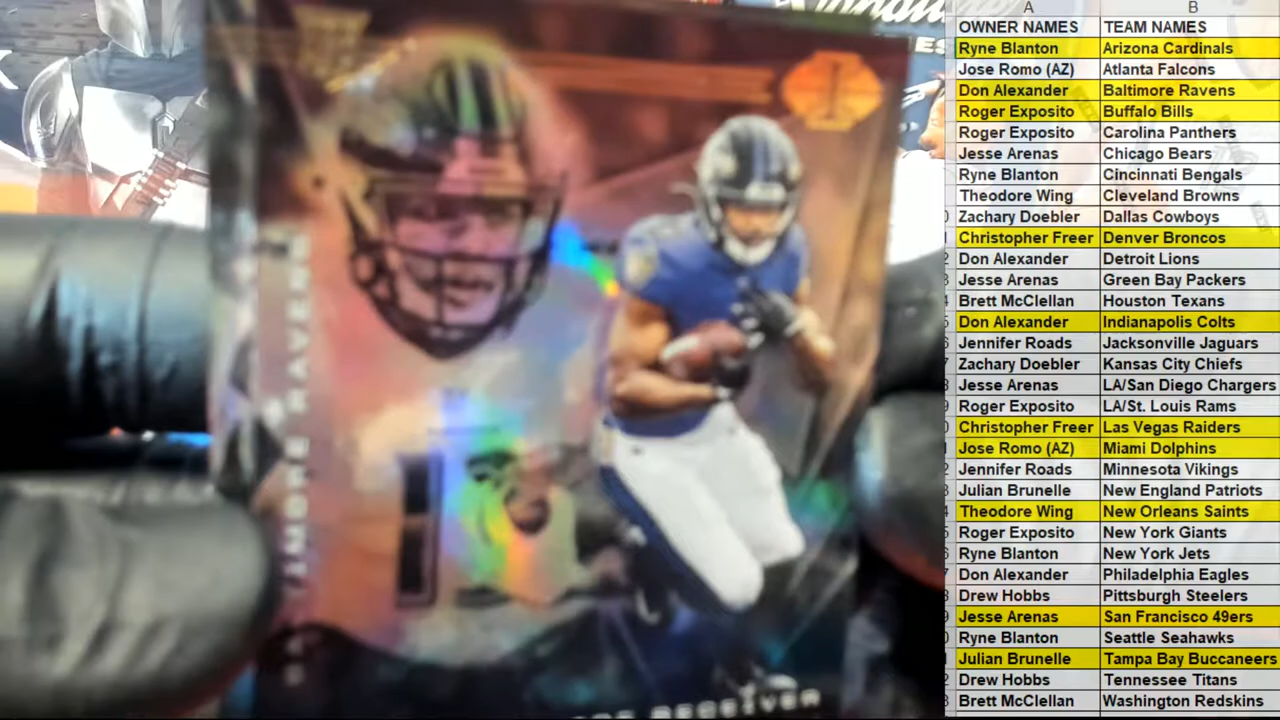 A B
OWNER NAMES TEAM NAMES
Ryne Blanton Arizona Cardinals
Jose Romo (AZ) Atlanta Falcons
Don Alexander Baltimore Ravens
Roger Exposito Buffalo Bills
Roger Exposito Carolina Panthers
Jesse Arenas Chicago Bears
Ryne Blanton Cincinnati Bengals
Theodore Wing Cleveland Browns
Zachary Doebler Dallas Cowboys
Christopher Freer Denver Broncos
Don Alexander Detroit Lions
Jesse Arenas Green Bay Packers
Brett McClellan Houston Texans
Don Alexander Indianapolis Colts
Jennifer Roads Jacksonville Jaguars
Zachary Doebler Kansas City Chiefs
Jesse Arenas LA/San Diego Chargers
Roger Exposito LA/St. Louis Rams
Christopher Freer Las Vegas Raiders
Jose Romo (AZ) Miami Dolphins
Jennifer Roads Minnesota Vikings
Julian Brunelle New England Patriots
Theodore Wing New Orleans Saints
Roger Exposito New York Giants
Ryne Blanton New York Jets
Don Alexander Philadelphia Eagles
Drew Hobbs Pittsburgh Steelers
Jesse Arenas San Francisco 49ers
Ryne Blanton Seattle Seahawks
Julian Brunelle Tampa Bay Buccaneers
Drew Hobbs Tennessee Titans
Brett McClellan Washington Redskins
RAVENS
RECEIVER